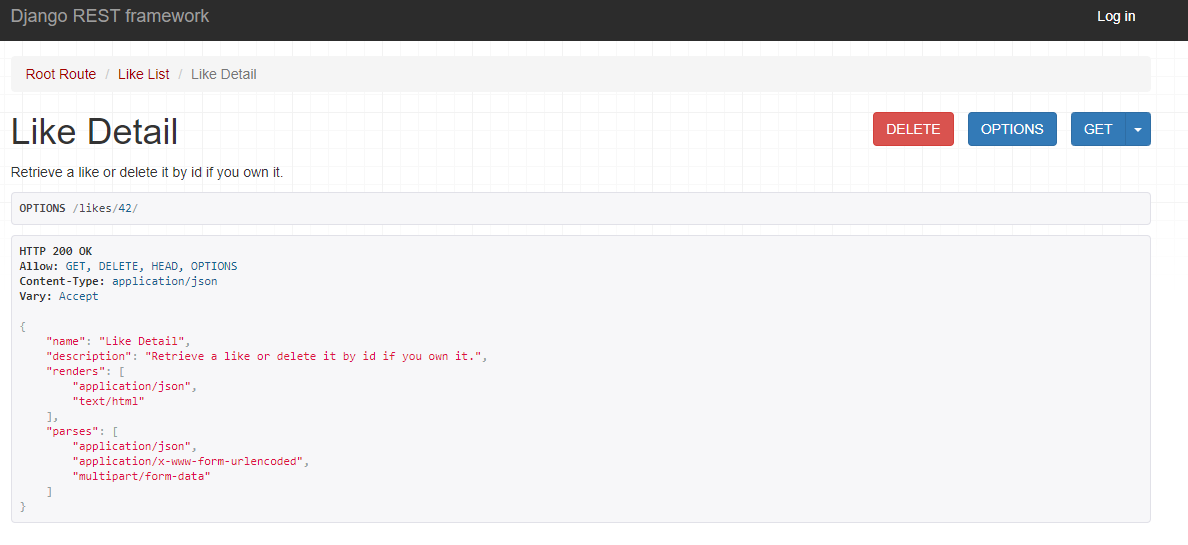 Django REST framework Log in
Root Route / Like List / Like Detail
Like Detail DELETE OPTIONS GET
Retrieve a like or delete it by id if you own it.
OPTIONS /likes/42/
HTTP 200 OK
Allow: GET, DELETE, HEAD, OPTIONS
Content-Type: application/json
Vary: Accept
{
    "name": "Like Detail",
    "description": "Retrieve a like or delete it by id if you own it.",
    "renders": [
        "application/json",
        "text/html"
    ],
    "parses": [
        "application/json",
        "application/x-www-form-urlencoded",
        "multipart/form-data"
    ]
}